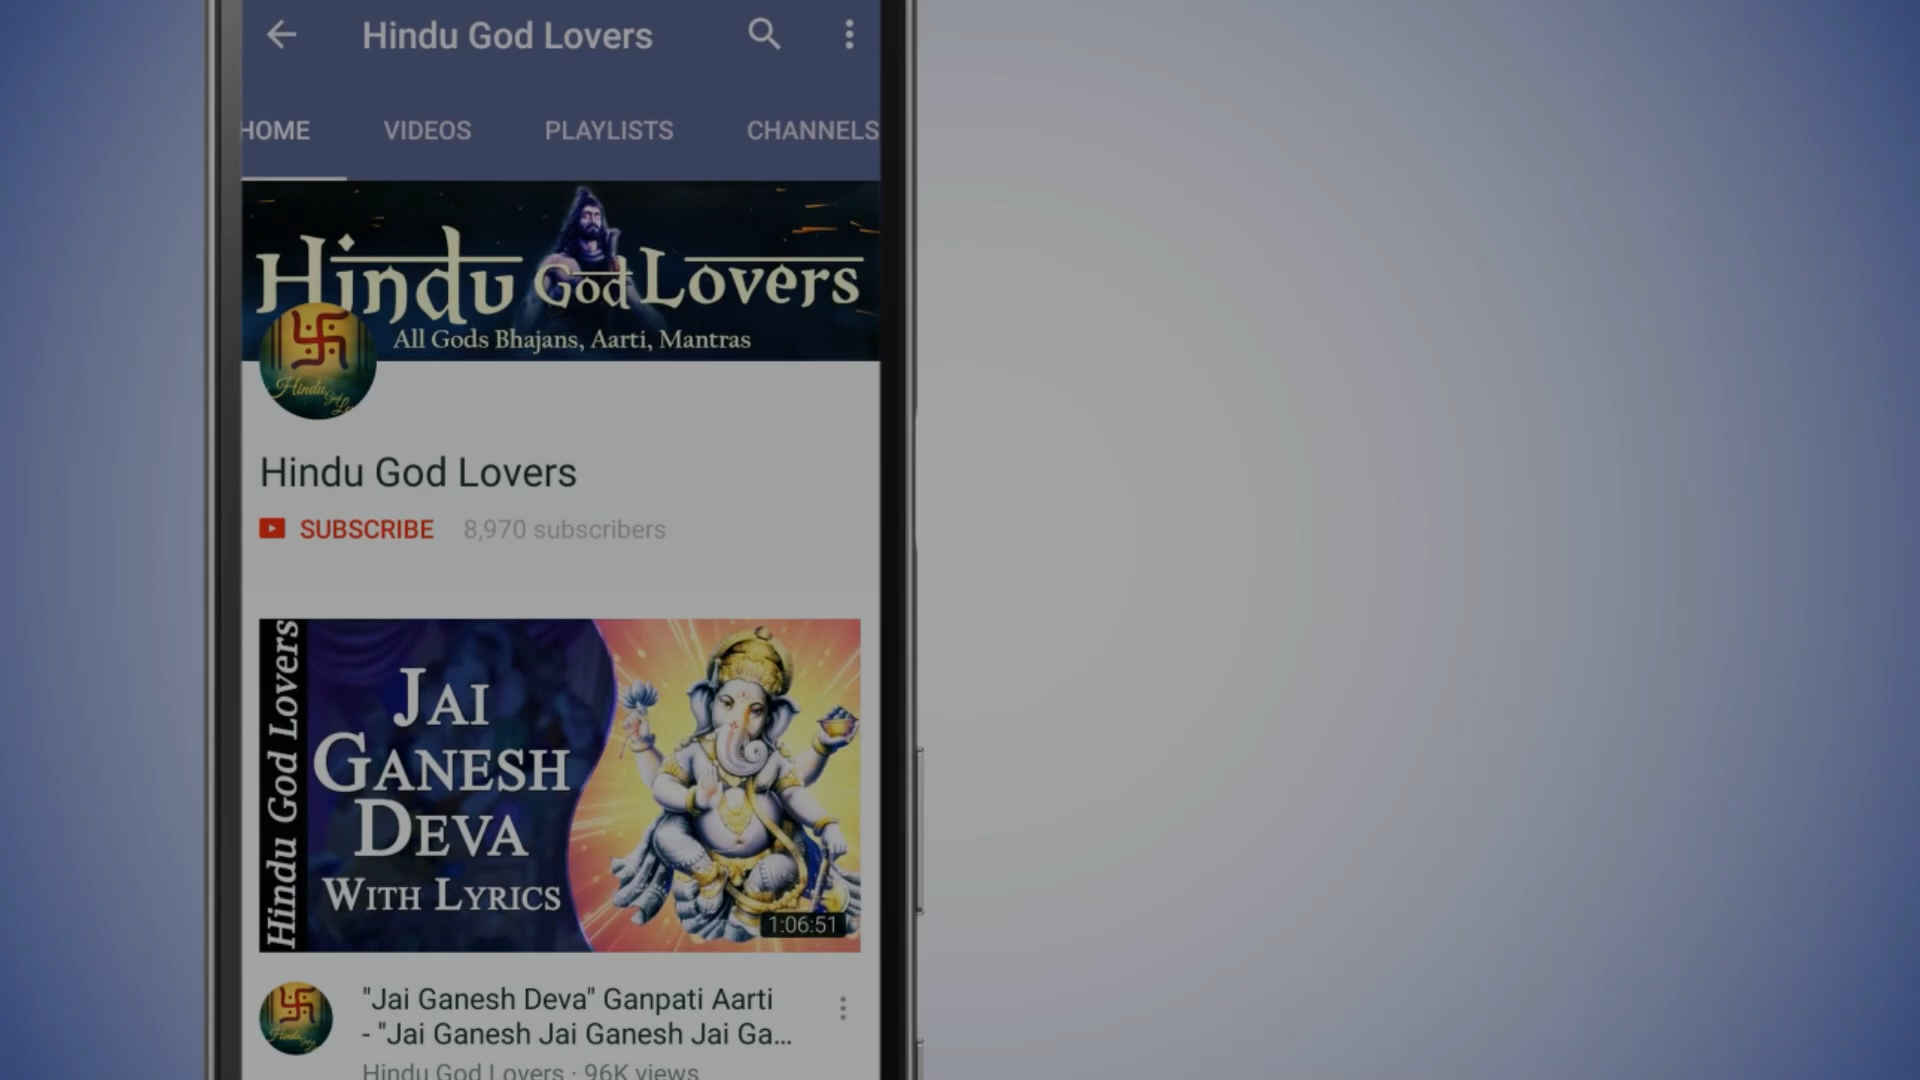 Hindu God Lovers
HOME VIDEOS PLAYLISTS CHANNELS
Hindu God Lovers
All Gods Bhajans, Aarti, Mantras
Hindu God
Hindu God Lovers
SUBSCRIBE 8,970 subscribers
Hindu God Lovers
JAI
GANESH
DEVA
WITH LYRICS
1:06:51
"Jai Ganesh Deva" Ganpati Aarti
- "Jai Ganesh Jai Ganesh Jai Ga...
Hindu God Lovers · 96K views